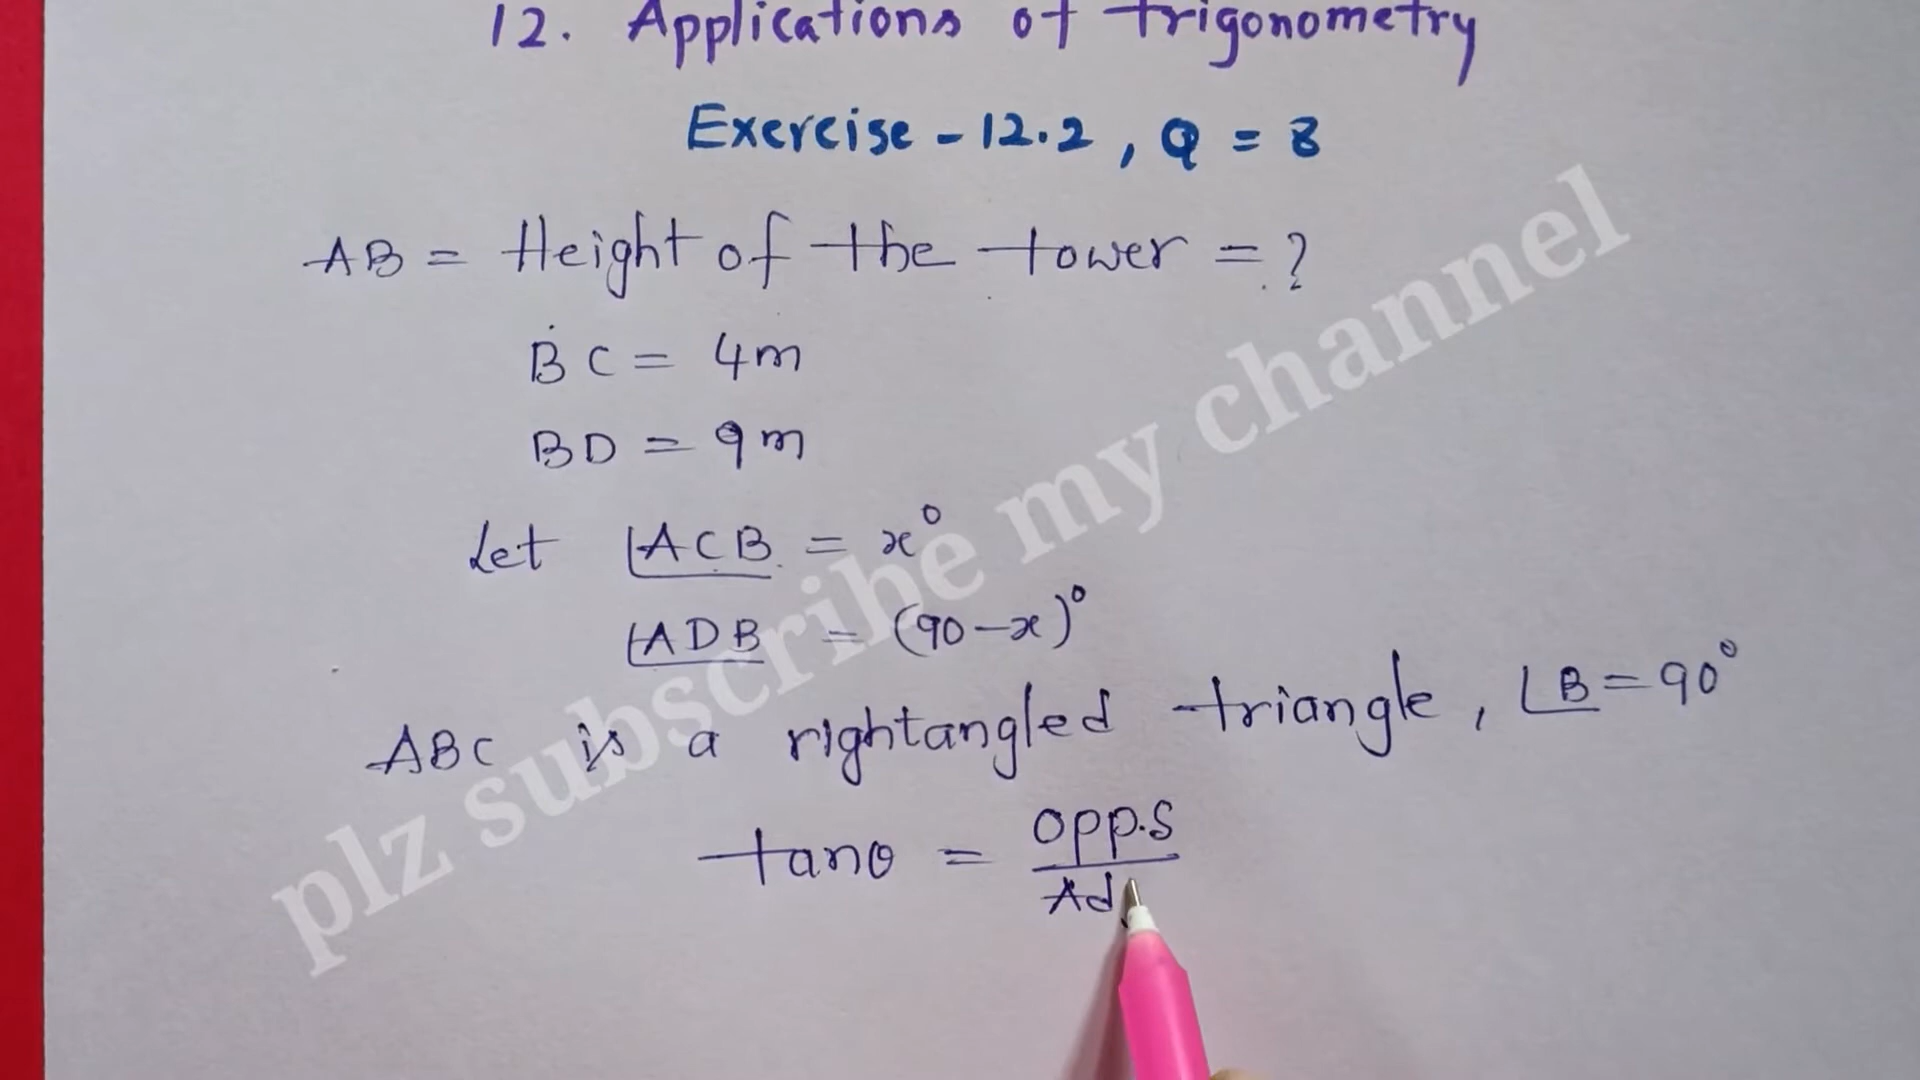 12. Applications of trigonometry
Exercise - 12.2, Q = 8
AB = Height of the tower = ?
BC = 4m
BD = 9m
Let ∠ACB = x°
∠ADB = (90-x)°
ABC is a rightangled triangle, ∠B = 90°
tanθ = opp.s
Ad
plz subscribe my channel